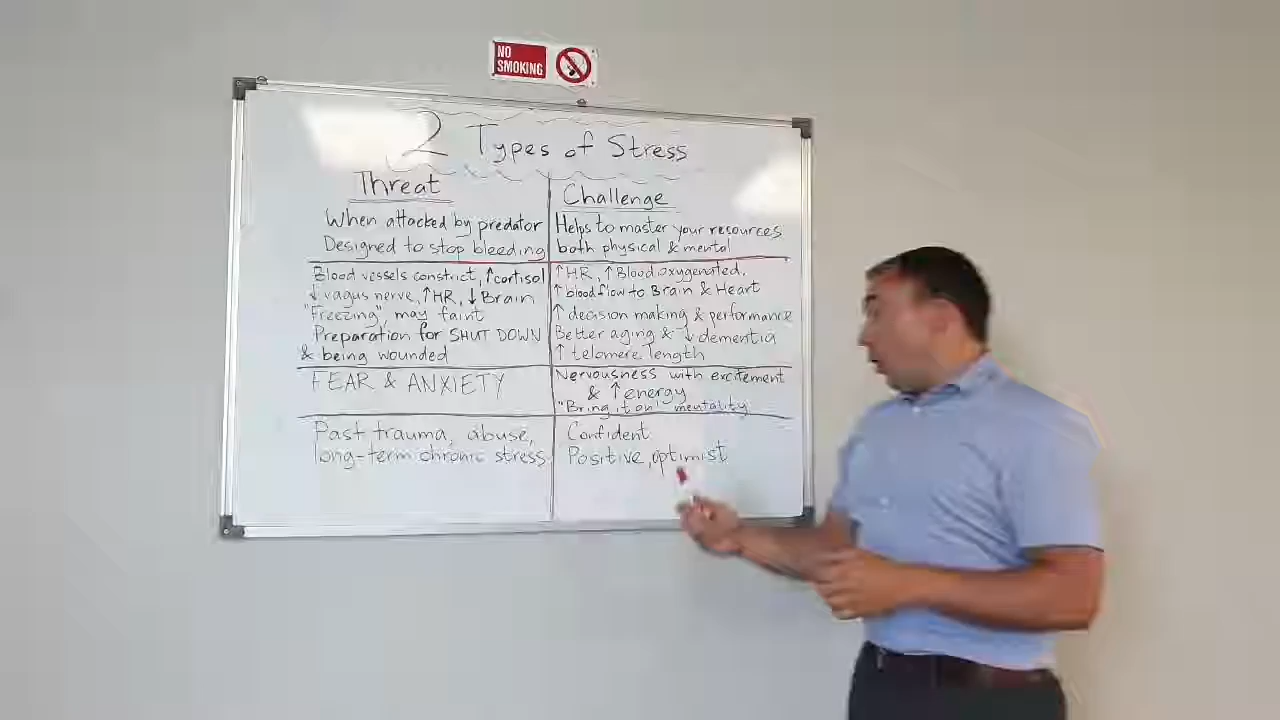 NO
SMOKING
2 Types of Stress
Threat
When attacked by predator
Designed to stop bleeding
Blood vessels constrict, ↑cortisol
↓ vagus nerve, ↑HR, ↓Brain
"Freezing", may faint
Preparation for SHUT DOWN
& being wounded
FEAR & ANXIETY
Past trauma, abuse,
long-term chronic stress
Challenge
Helps to master your resources
both physical & mental
↑HR, ↑Blood oxygenated,
↑blood flow to Brain & Heart
↑ decision making & performance
Better aging & ↓ dementia
↑ telomere length
Nervousness with excitement
& ↑energy
"Bring it on" mentality
Confident
Positive, optimist